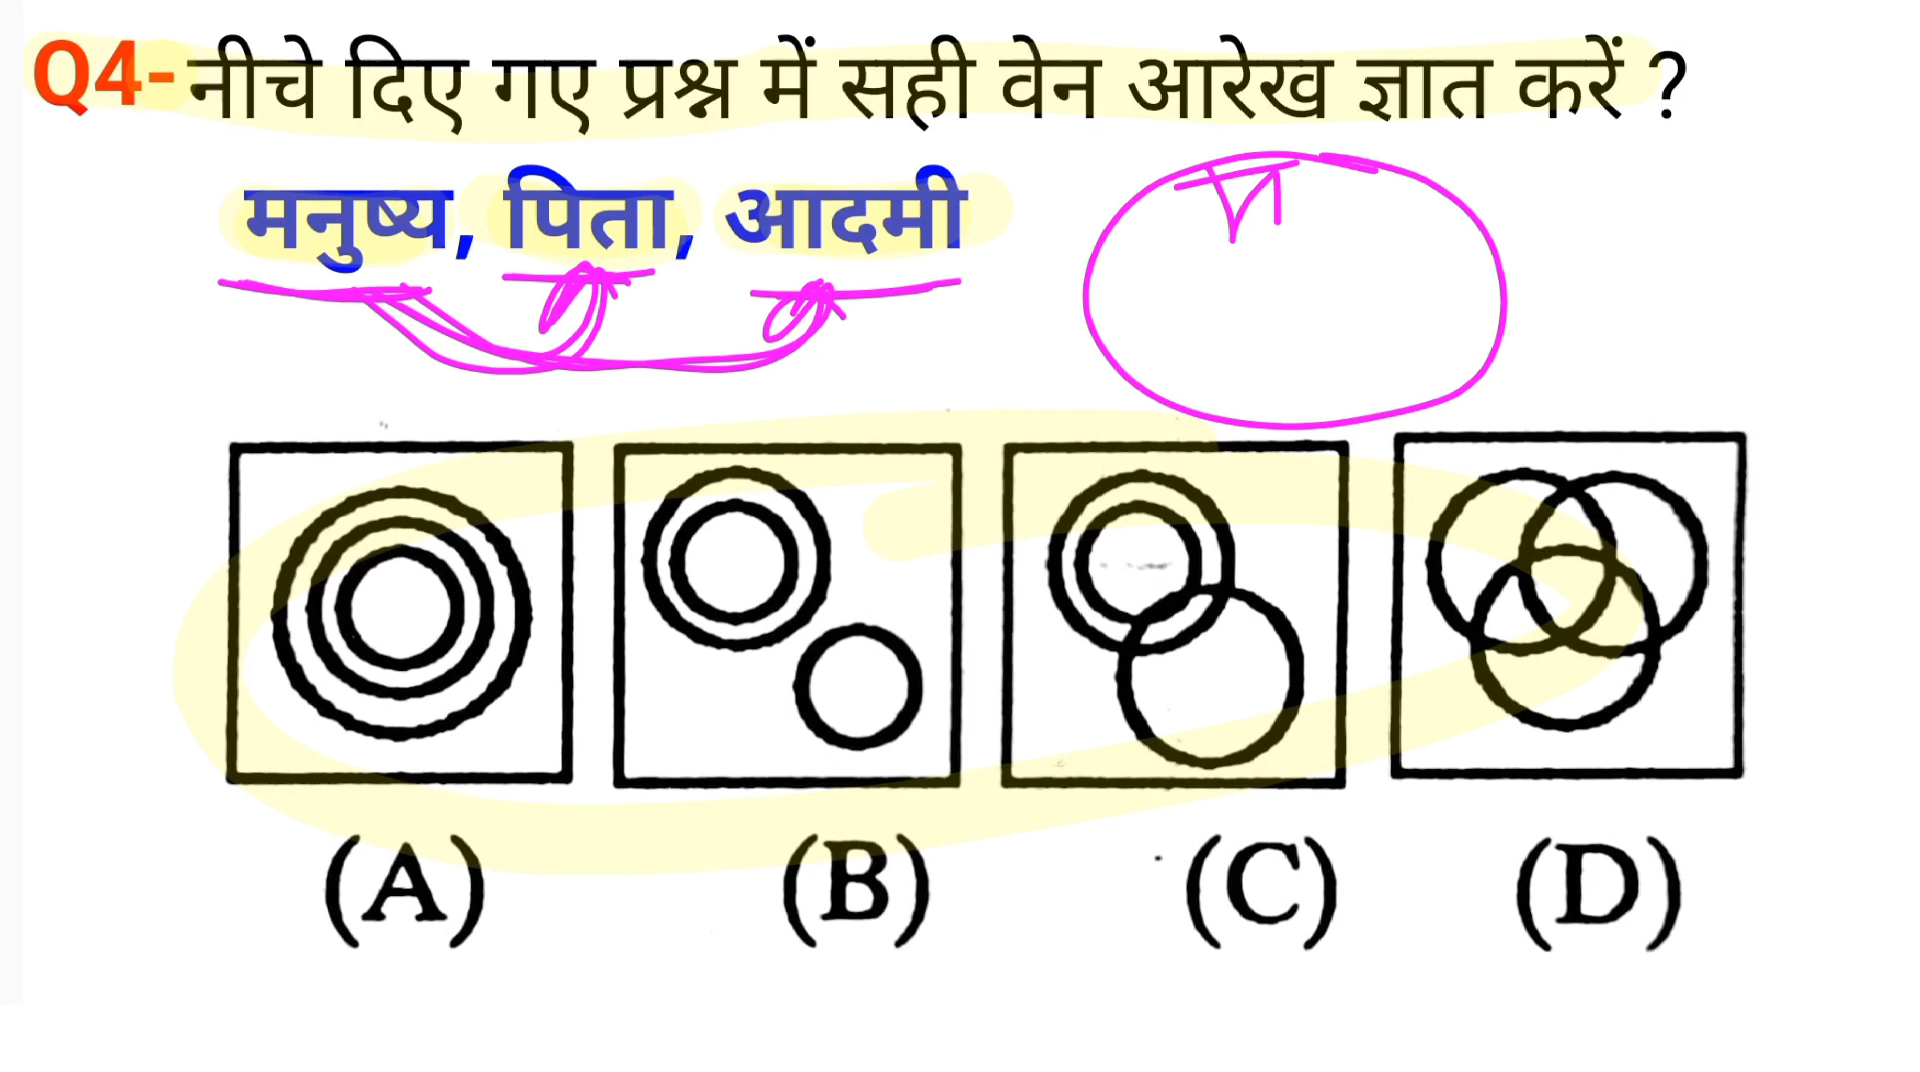 Q4- नीचे दिए गए प्रश्न में सही वेन आरेख ज्ञात करें ?
मनुष्य, पिता, आदमी
म
(A) (B) (C) (D)